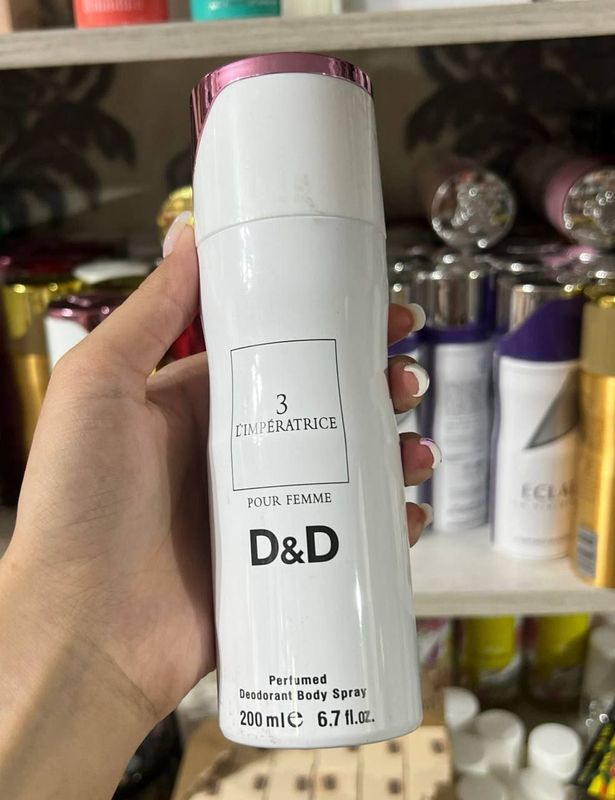 3
L'IMPÉRATRICE
POUR FEMME
D&D
Perfumed
Deodorant Body Spray
200 ml ℮ 6.7 fl.oz.